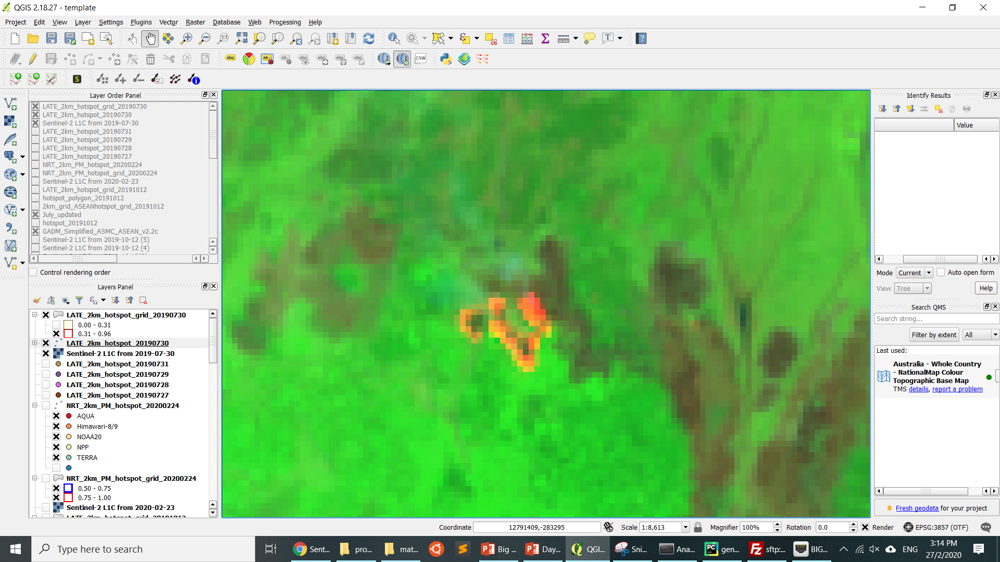 QGIS 2.18.27 - template
Project Edit View Layer Settings Plugins Vector Raster Database Web Processing Help
abc
CSW
S
Layer Order Panel
LATE_2km_hotspot_grid_20190730
LATE_2km_hotspot_20190730
Sentinel-2 L1C from 2019-07-30
LATE_2km_hotspot_20190731
LATE_2km_hotspot_20190729
LATE_2km_hotspot_20190728
LATE_2km_hotspot_20190727
NRT_2km_PM_hotspot_20200224
NRT_2km_PM_hotspot_grid_20200224
Sentinel-2 L1C from 2020-02-23
LATE_2km_hotspot_grid_20191012
hotspot_polygon_20191012
2km_grid_ASEANhotspot_grid_20191012
July_updated
hotspot_20191012
GADM_Simplified_ASMC_ASEAN_v2.2c
Sentinel-2 L1C from 2019-10-12 (5)
Sentinel-2 L1C from 2019-10-12 (4)
Control rendering order
Layers Panel
LATE_2km_hotspot_grid_20190730
0.00 - 0.31
0.31 - 0.96
LATE_2km_hotspot_20190730
Sentinel-2 L1C from 2019-07-30
LATE_2km_hotspot_20190731
LATE_2km_hotspot_20190729
LATE_2km_hotspot_20190728
LATE_2km_hotspot_20190727
NRT_2km_PM_hotspot_20200224
AQUA
Himawari-8/9
NOAA20
NPP
TERRA
NRT_2km_PM_hotspot_grid_20200224
0.50 - 0.75
0.75 - 1.00
Sentinel-2 L1C from 2020-02-23
Identify Results
Value
Mode Current Auto open form
View Tree Help
Search QMS
Search string...
Filter by extent All
Last used:
Australia - Whole Country
- NationalMap Colour
Topographic Base Map
TMS details, report a problem
Fresh geodata for your project
Coordinate 12791409,-283295 Scale 1:8,613 Magnifier 100% Rotation 0.0 Render EPSG:3857 (OTF)
Type here to search
Sent... pro... mat... Big ... Day... QGI... Sni... Ana... gen... sftp:... BIG... ENG
3:14 PM
27/2/2020